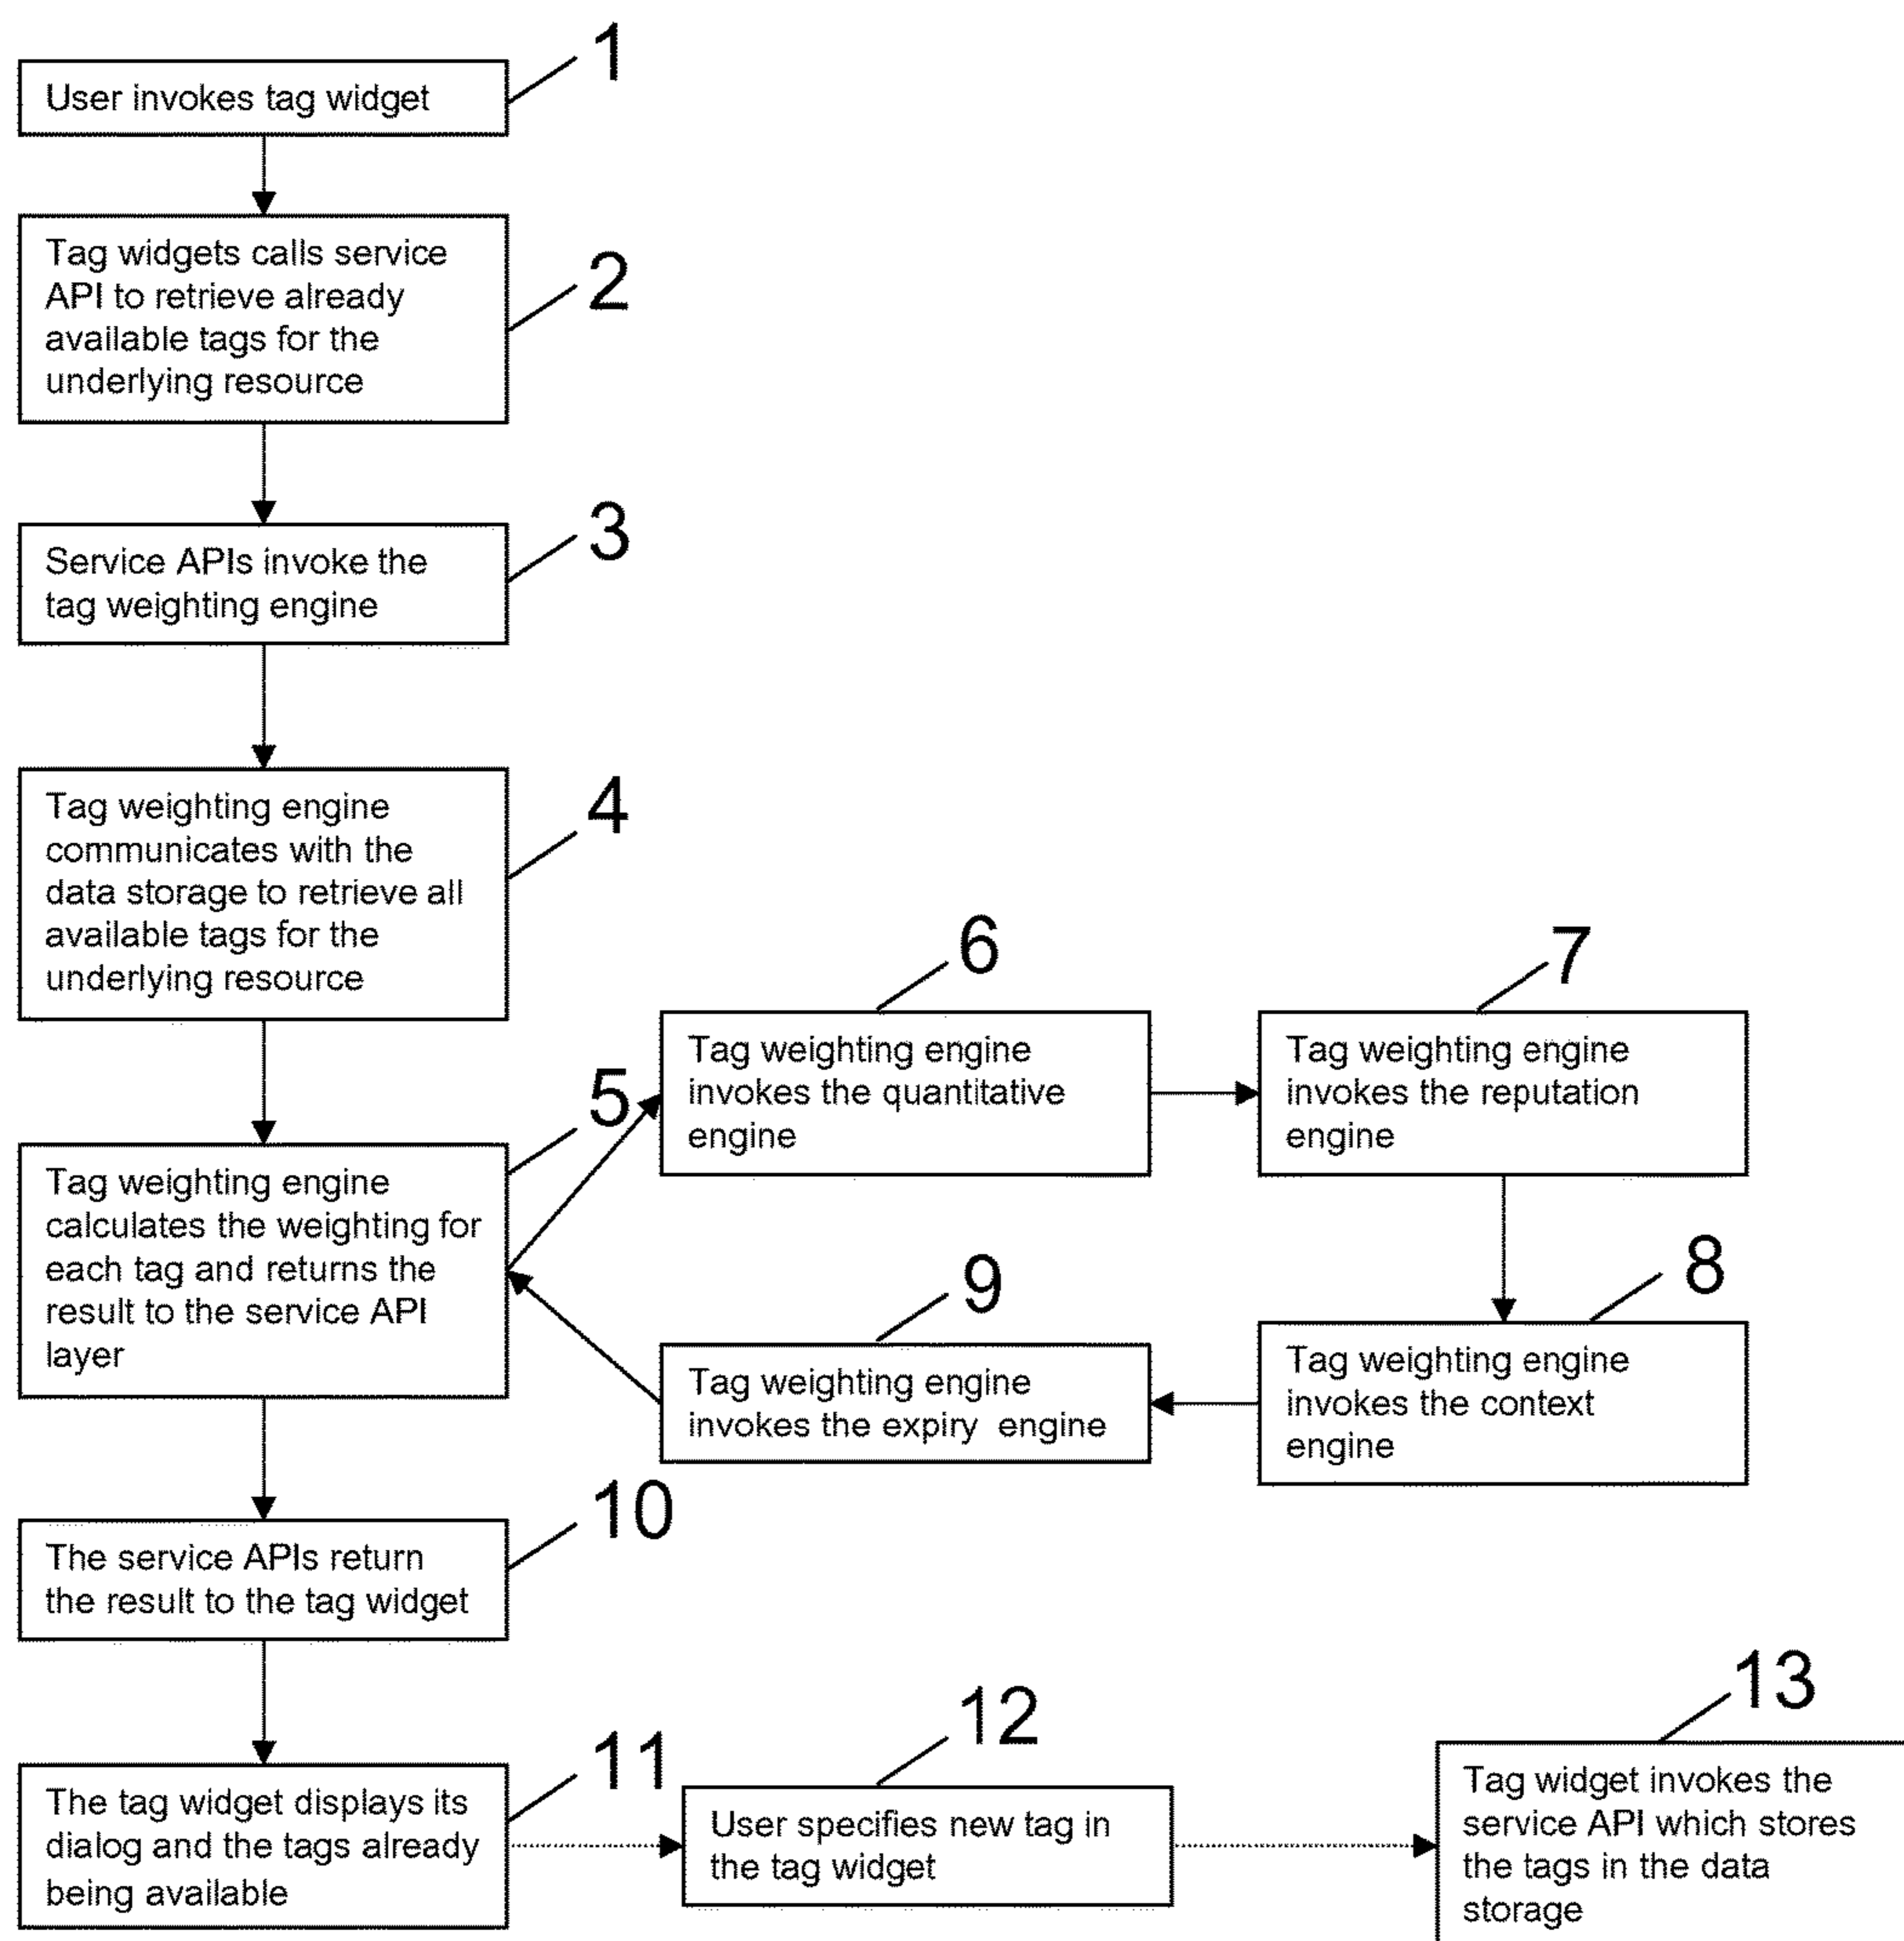 1
User invokes tag widget
2
Tag widgets calls service
API to retrieve already
available tags for the
underlying resource
3
Service APIs invoke the
tag weighting engine
4
Tag weighting engine
communicates with the
data storage to retrieve all
available tags for the
underlying resource
5
Tag weighting engine
calculates the weighting for
each tag and returns the
result to the service API
layer
6
Tag weighting engine
invokes the quantitative
engine
7
Tag weighting engine
invokes the reputation
engine
8
Tag weighting engine
invokes the context
engine
9
Tag weighting engine
invokes the expiry engine
10
The service APIs return
the result to the tag widget
11
The tag widget displays its
dialog and the tags already
being available
12
User specifies new tag in
the tag widget
13
Tag widget invokes the
service API which stores
the tags in the data
storage